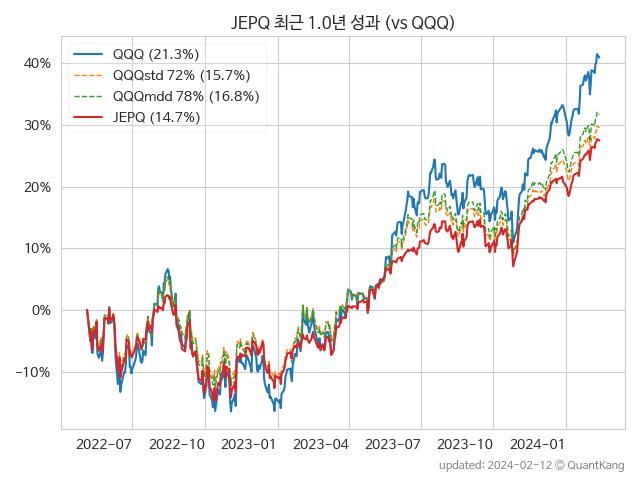 JEPQ 최근 1.0년 성과 (vs QQQ)
QQQ (21.3%)
QQQstd 72% (15.7%)
QQQmdd 78% (16.8%)
JEPQ (14.7%)
40%
30%
20%
10%
0%
−10%
2022-07 2022-10 2023-01 2023-04 2023-07 2023-10 2024-01
updated: 2024-02-12 © QuantKang